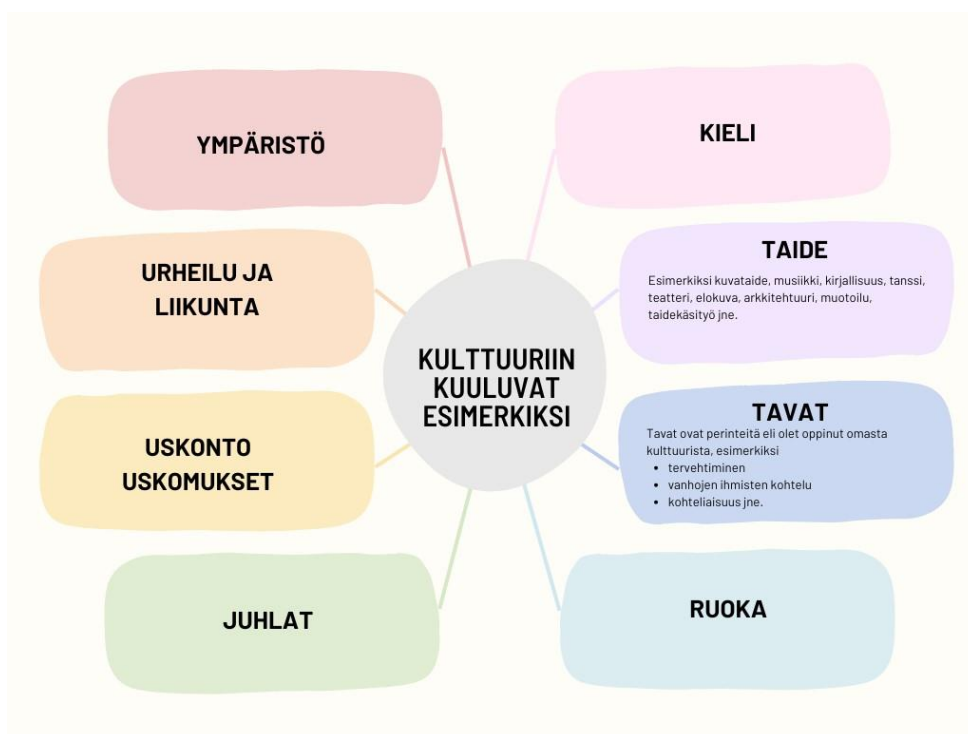 YMPÄRISTÖ
KIELI
URHEILU JA
LIIKUNTA
TAIDE
Esimerkiksi kuvataide, musiikki, kirjallisuus, tanssi,
teatteri, elokuva, arkkitehtuuri, muotoilu,
taidekäsityö jne.
KULTTUURIIN
KUULUVAT
ESIMERKIKSI
USKONTO
USKOMUKSET
TAVAT
Tavat ovat perinteitä eli olet oppinut omasta
kulttuurista, esimerkiksi
• tervehtiminen
• vanhojen ihmisten kohtelu
• kohteliaisuus jne.
JUHLAT
RUOKA